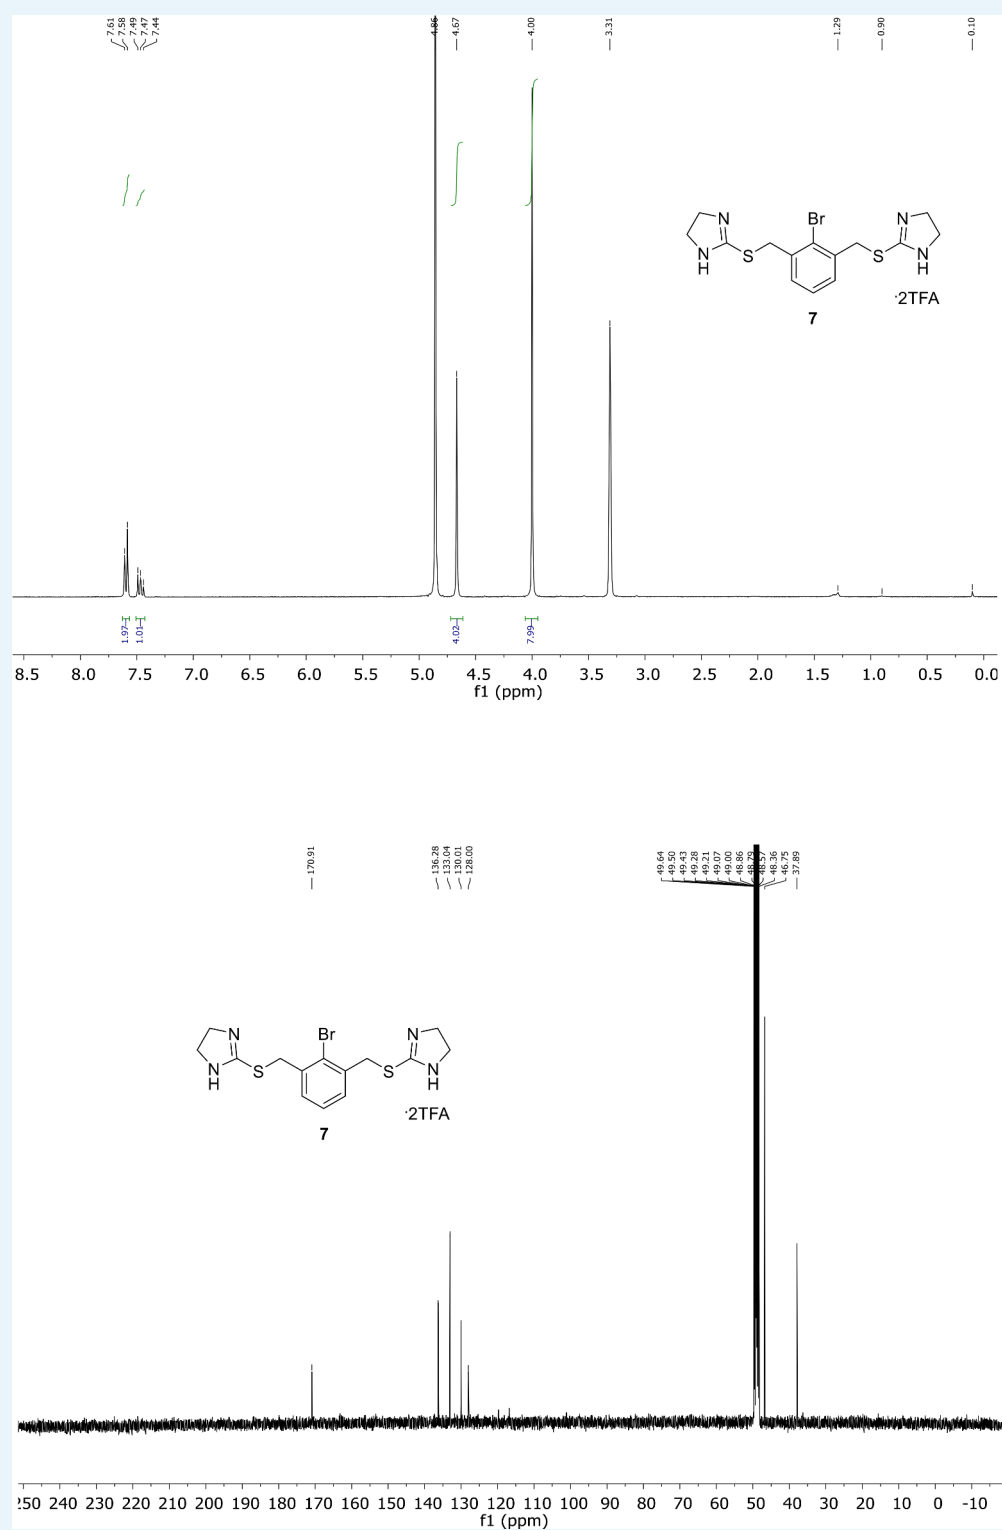 7.61
7.58
7.49
7.47
7.44
4.86
4.67
4.00
3.31
1.29
0.90
0.10
N
N
H
S
Br
S
N
N
H
·2TFA
7
1.97
1.01
4.02
7.99
8.5 8.0 7.5 7.0 6.5 6.0 5.5 5.0 4.5 4.0 3.5 3.0 2.5 2.0 1.5 1.0 0.5 0.0
f1 (ppm)
170.91
136.28
133.04
130.01
128.00
49.64
49.50
49.43
49.28
49.21
49.07
49.00
48.86
48.79
48.57
48.36
46.75
37.89
N
N
H
S
Br
S
N
N
H
·2TFA
7
250 240 230 220 210 200 190 180 170 160 150 140 130 120 110 100 90 80 70 60 50 40 30 20 10 0 -10
f1 (ppm)